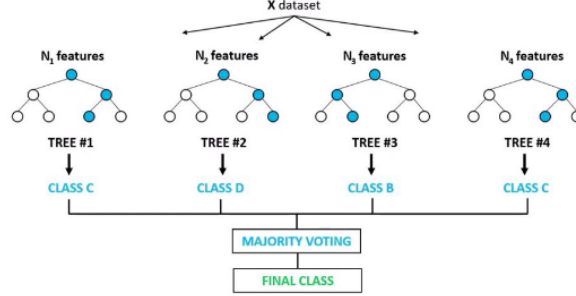 X dataset
N1 features N2 features N3 features N4 features
TREE #1 TREE #2 TREE #3 TREE #4
CLASS C CLASS D CLASS B CLASS C
MAJORITY VOTING
FINAL CLASS